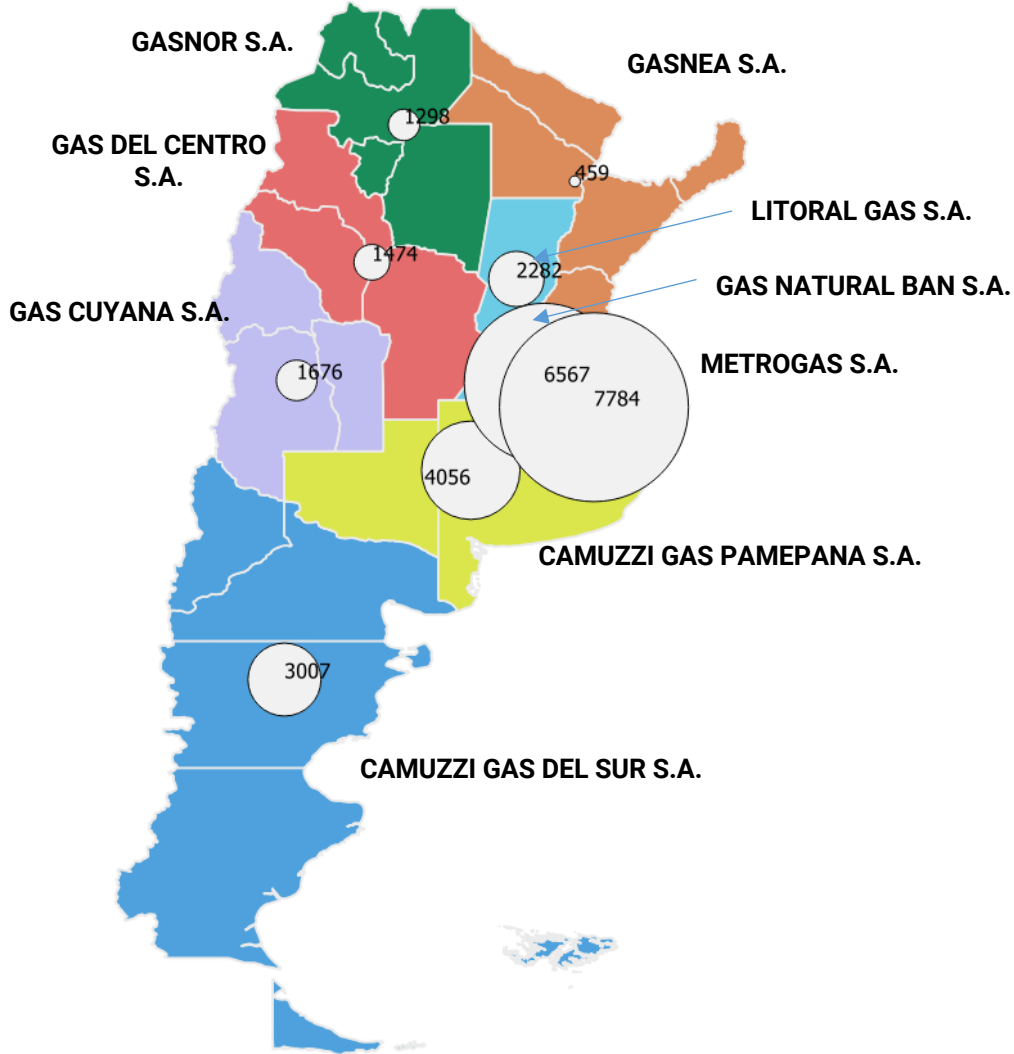 GASNOR S.A.
GASNEA S.A.
1298
GAS DEL CENTRO
S.A.
459
LITORAL GAS S.A.
1474
2282
GAS NATURAL BAN S.A.
GAS CUYANA S.A.
METROGAS S.A.
1676
6567
7784
4056
CAMUZZI GAS PAMEPANA S.A.
3007
CAMUZZI GAS DEL SUR S.A.